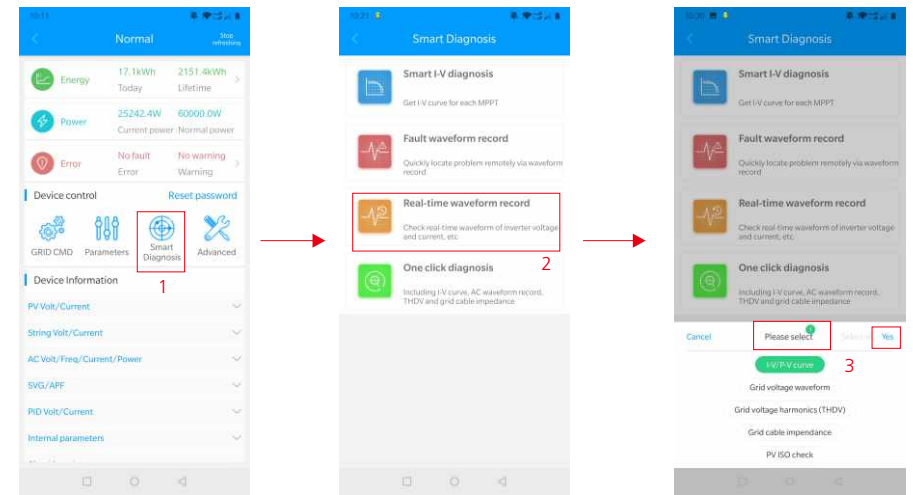 10:11
Normal
Stop
refreshing
Energy
17.1kWh
2151.4kWh
Today
Lifetime
Power
25242.4W
60000.0W
Current power
Normal power
Error
No fault
No warning
Error
Warning
Device control
Reset password
GRID CMD
Parameters
Smart
Diagnosis
Advanced
1
Device Information
PV Volt/Current
String Volt/Current
AC Volt/Freq/Current/Power
SVG/APF
PID Volt/Current
Internal parameters
10:21
Smart Diagnosis
Smart I-V diagnosis
Get I-V curve for each MPPT
Fault waveform record
Quickly locate problem remotely via waveform
record
Real-time waveform record
Check real-time waveform of inverter voltage
and current, etc
2
One click diagnosis
Including I-V curve, AC waveform record,
THDV and grid cable impedance
10:30
Smart Diagnosis
Smart I-V diagnosis
Get I-V curve for each MPPT
Fault waveform record
Quickly locate problem remotely via waveform
record
Real-time waveform record
Check real-time waveform of inverter voltage
and current, etc
One click diagnosis
Including I-V curve, AC waveform record,
THDV and grid cable impedance
Cancel
Please select
Yes
3
I-V/P-V curve
Grid voltage waveform
Grid voltage harmonics (THDV)
Grid cable impendance
PV ISO check